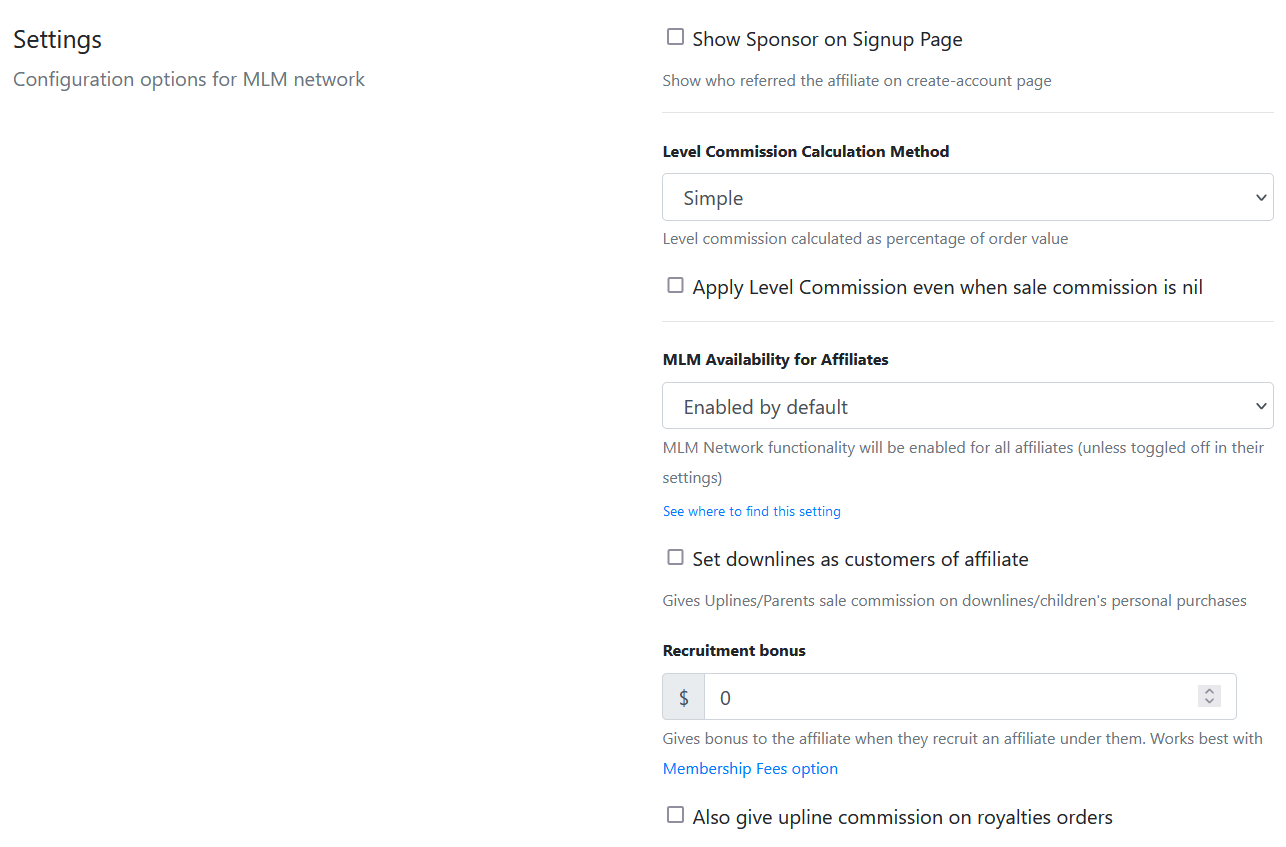 Settings
Configuration options for MLM network
Show Sponsor on Signup Page
Show who referred the affiliate on create-account page
Level Commission Calculation Method
Simple
Level commission calculated as percentage of order value
Apply Level Commission even when sale commission is nil
MLM Availability for Affiliates
Enabled by default
MLM Network functionality will be enabled for all affiliates (unless toggled off in their
settings)
See where to find this setting
Set downlines as customers of affiliate
Gives Uplines/Parents sale commission on downlines/children's personal purchases
Recruitment bonus
$ 0
Gives bonus to the affiliate when they recruit an affiliate under them. Works best with
Membership Fees option
Also give upline commission on royalties orders